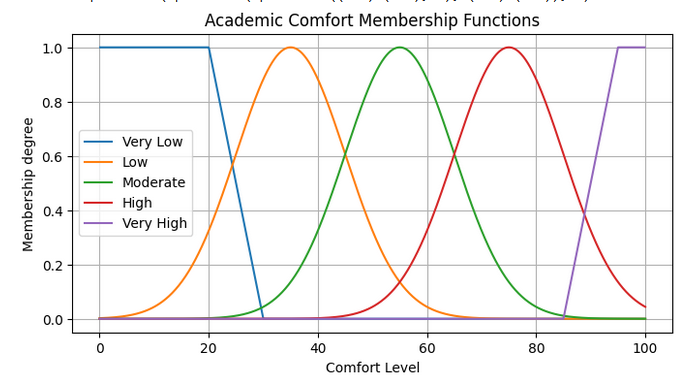 Academic Comfort Membership Functions
1.0
0.8
0.6
0.4
0.2
0.0
Membership degree
Very Low
Low
Moderate
High
Very High
0 20 40 60 80 100
Comfort Level